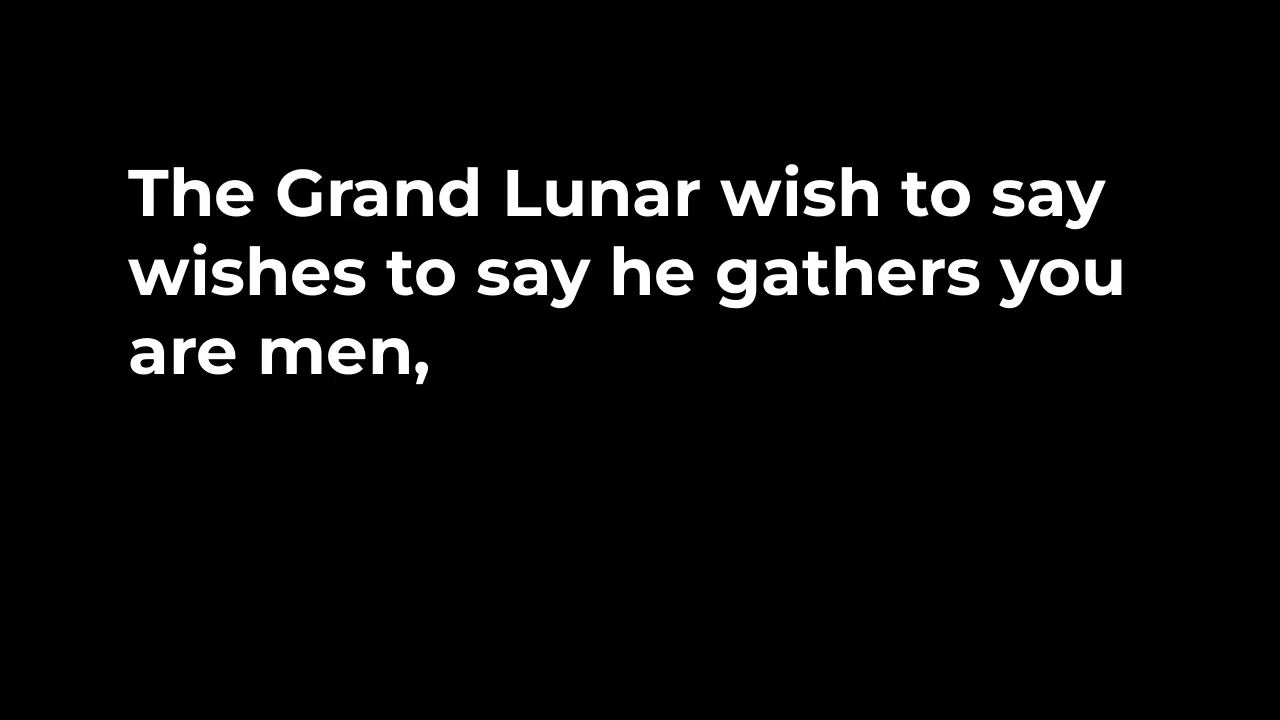 The Grand Lunar wish to say
wishes to say he gathers you
are men,